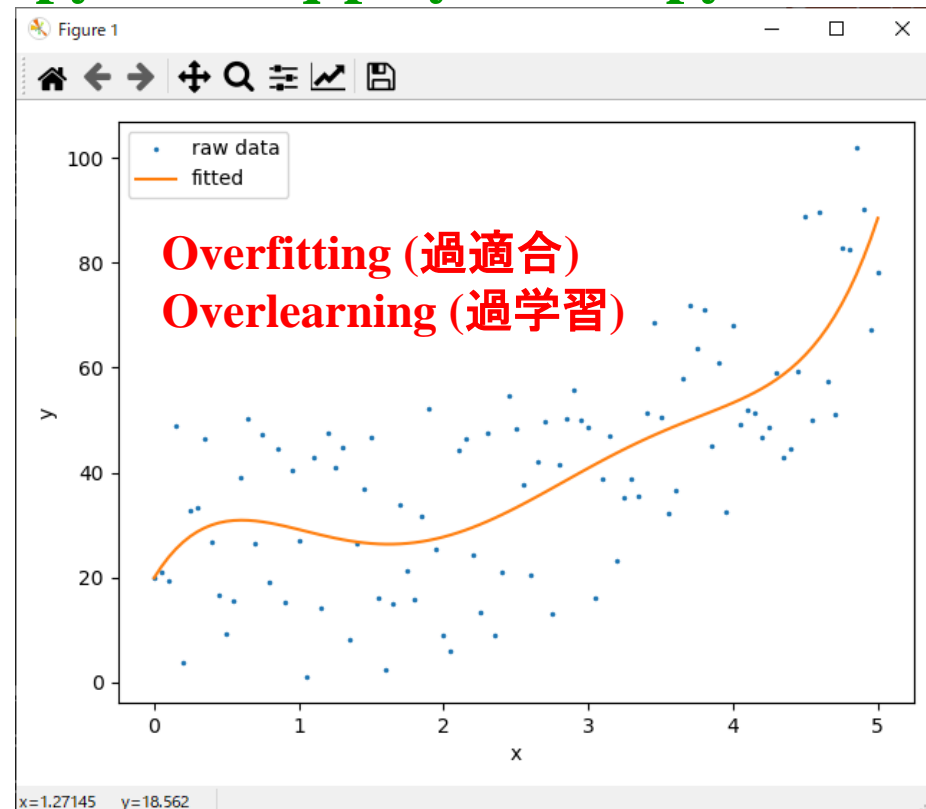 Figure 1
raw data
fitted
Overfitting (過適合)
Overlearning (過学習)
100
80
60
40
20
0
y
0 1 2 3 4 5
x
x=1.27145 y=18.562